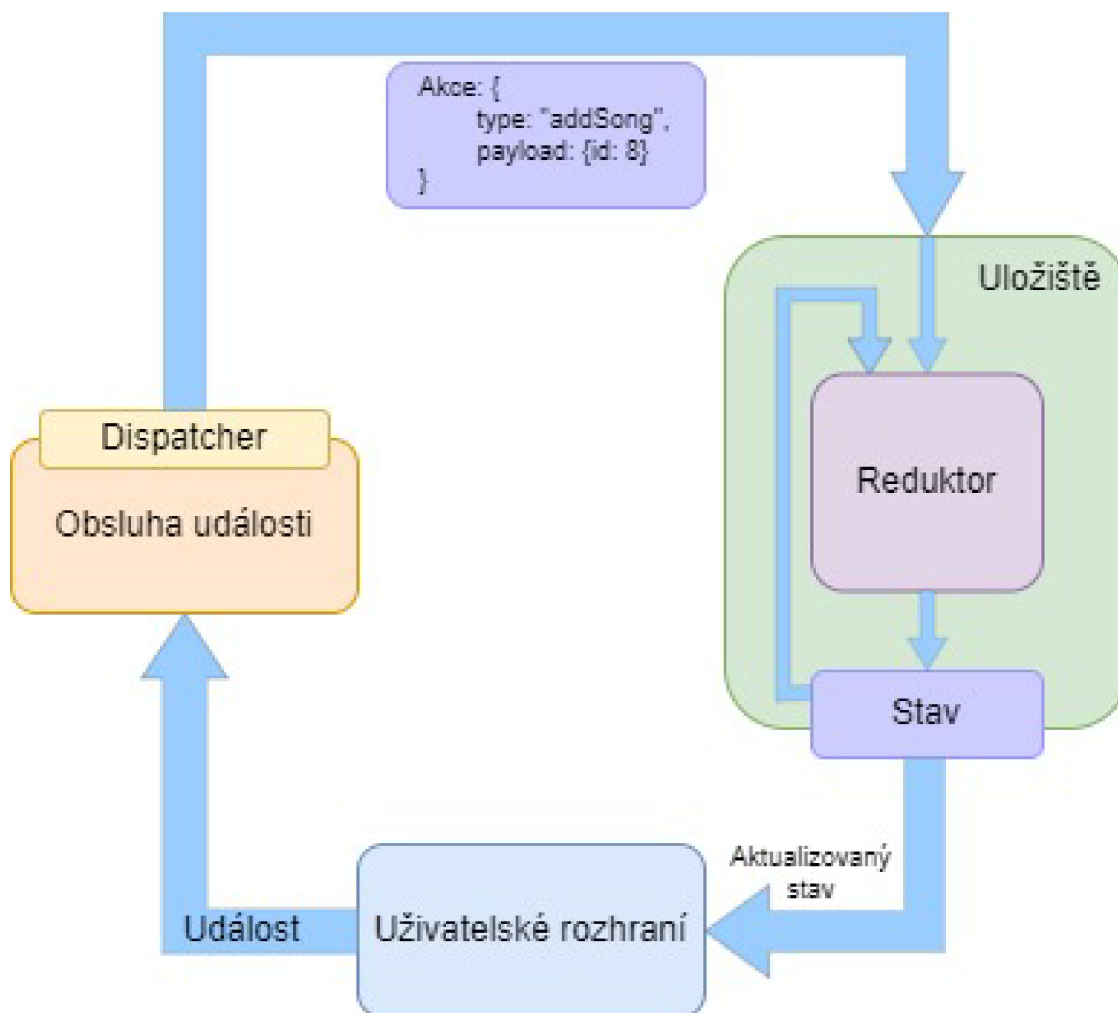 Akce: {
type: "addSong",
payload: {id: 8}
}
Uložiště
Dispatcher
Obsluha události
Reduktor
Stav
Aktualizovaný
stav
Událost
Uživatelské rozhraní